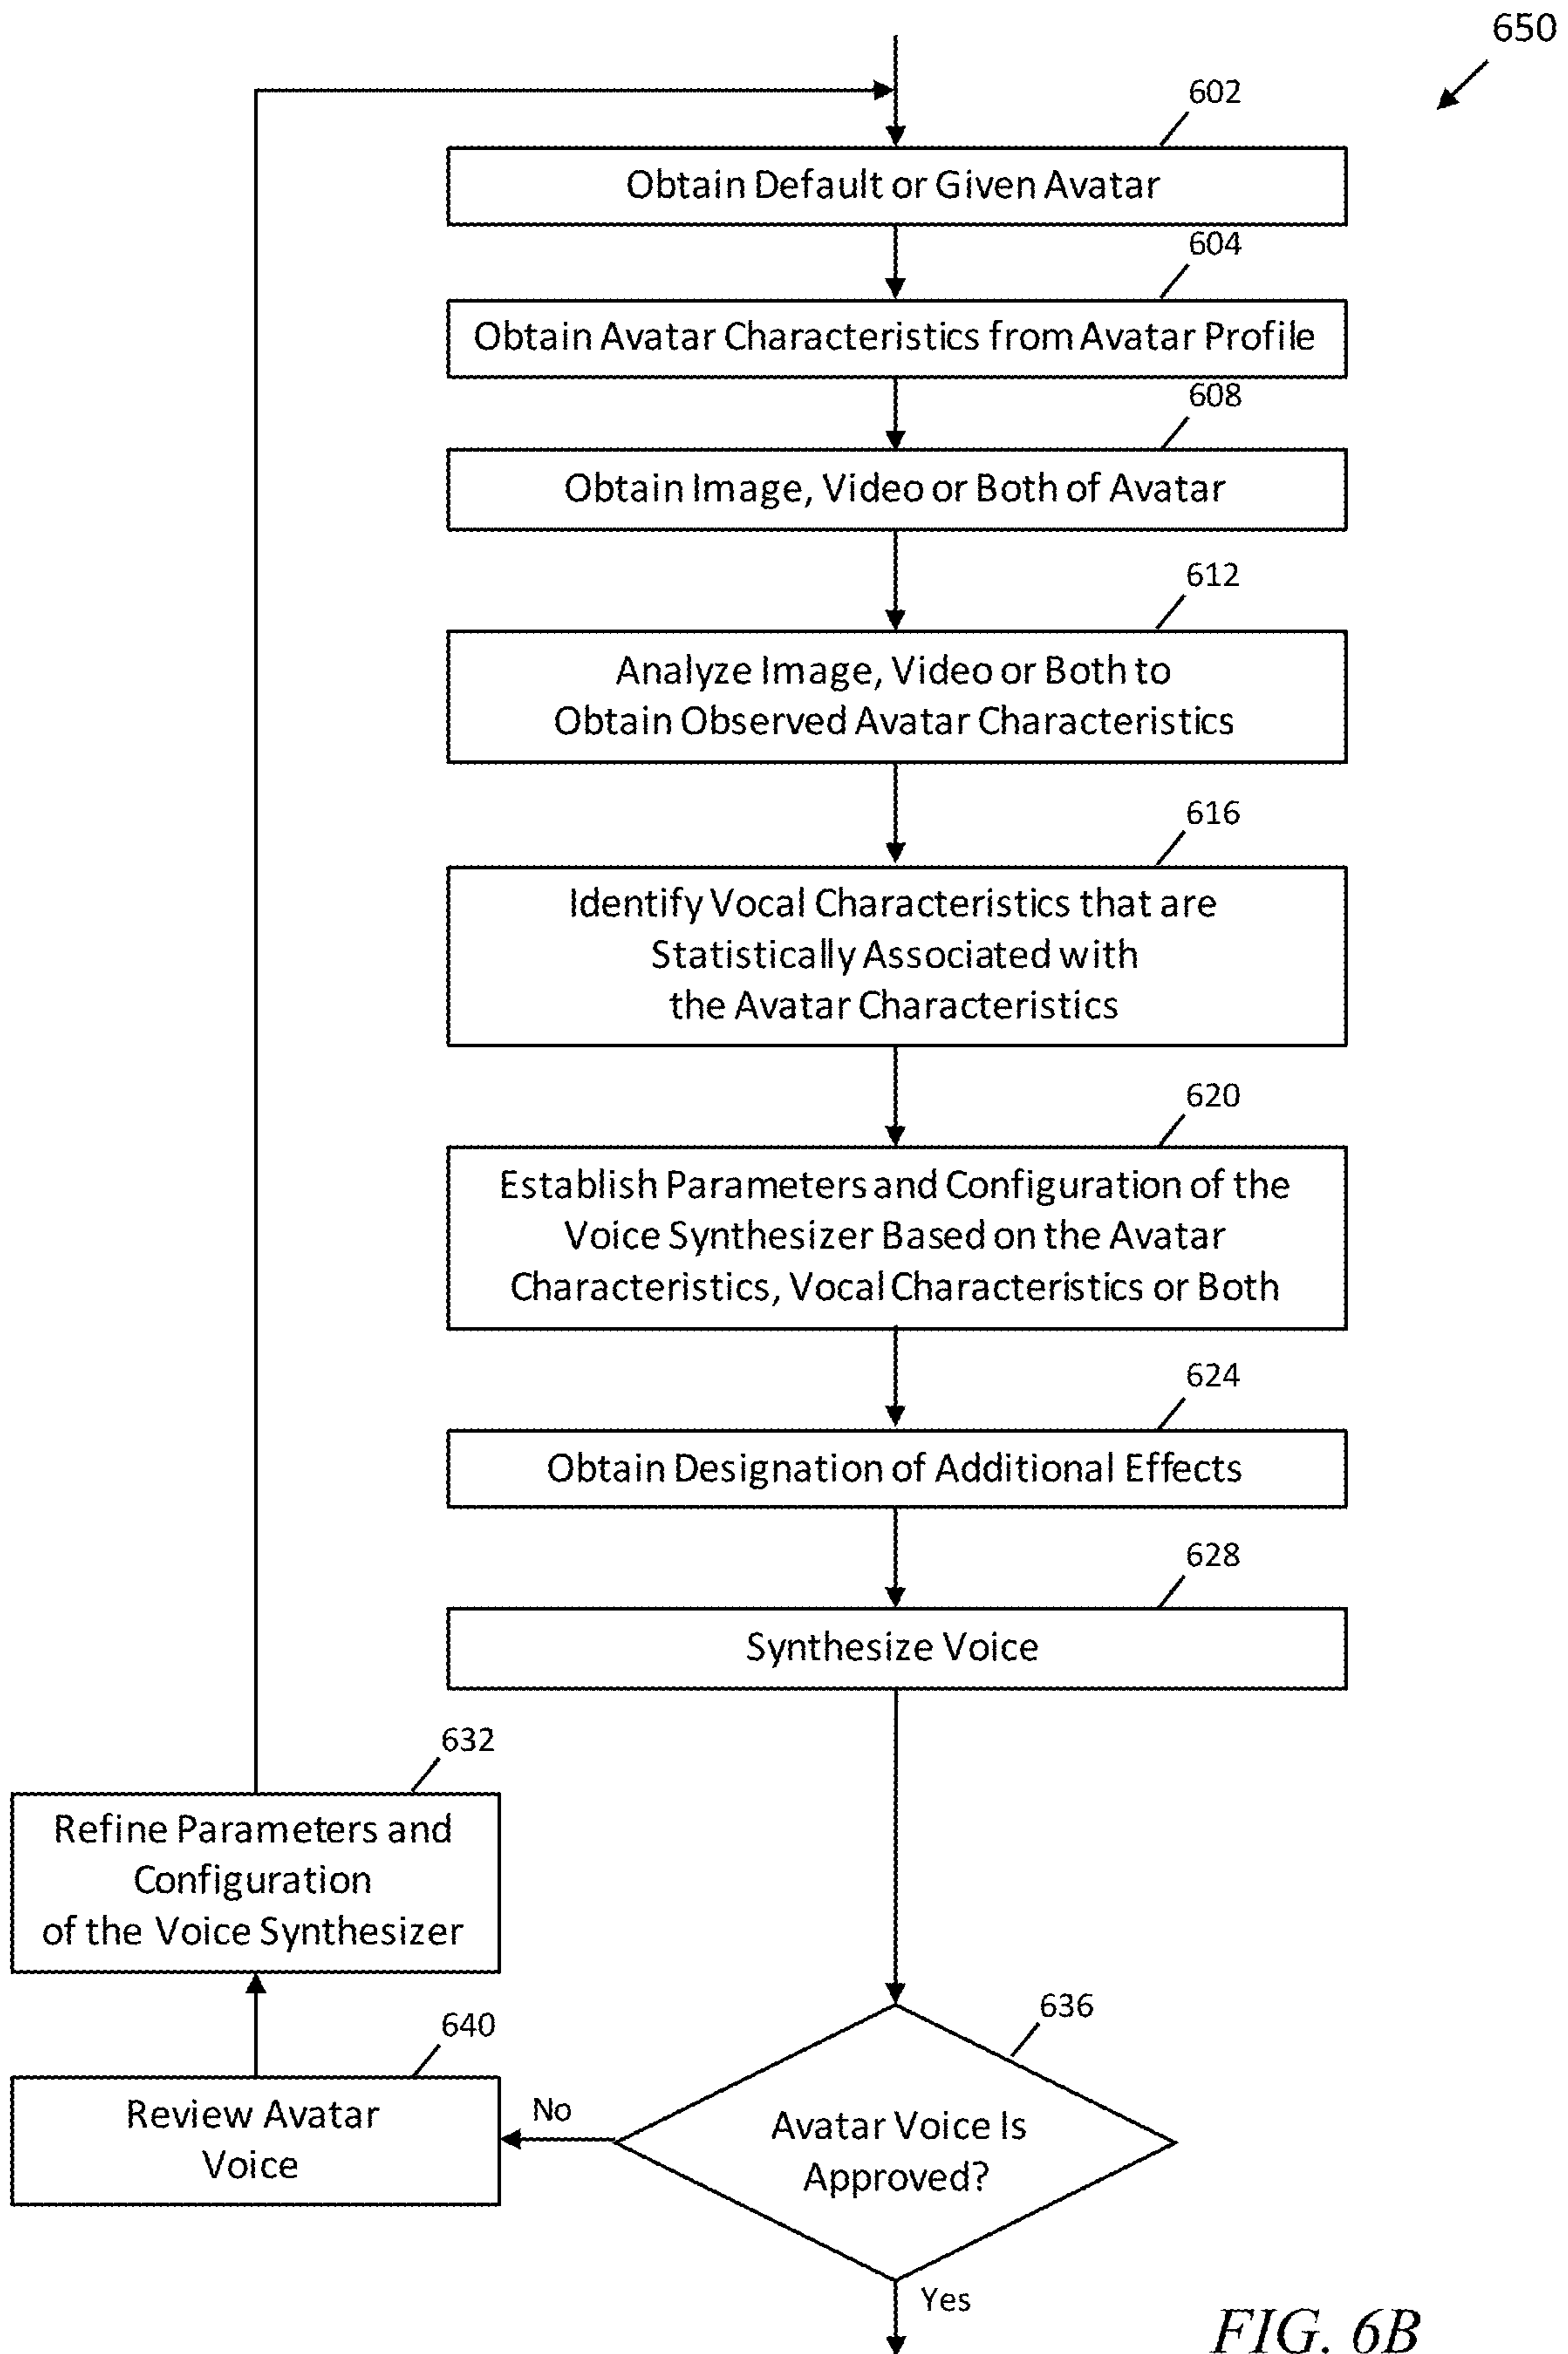 650
602
Obtain Default or Given Avatar
604
Obtain Avatar Characteristics from Avatar Profile
608
Obtain Image, Video or Both of Avatar
612
Analyze Image, Video or Both to
Obtain Observed Avatar Characteristics
616
Identify Vocal Characteristics that are
Statistically Associated with
the Avatar Characteristics
620
Establish Parameters and Configuration of the
Voice Synthesizer Based on the Avatar
Characteristics, Vocal Characteristics or Both
624
Obtain Designation of Additional Effects
628
Synthesize Voice
632
Refine Parameters and
Configuration
of the Voice Synthesizer
636
Avatar Voice Is
Approved?
No
640
Review Avatar
Voice
Yes
FIG. 6B